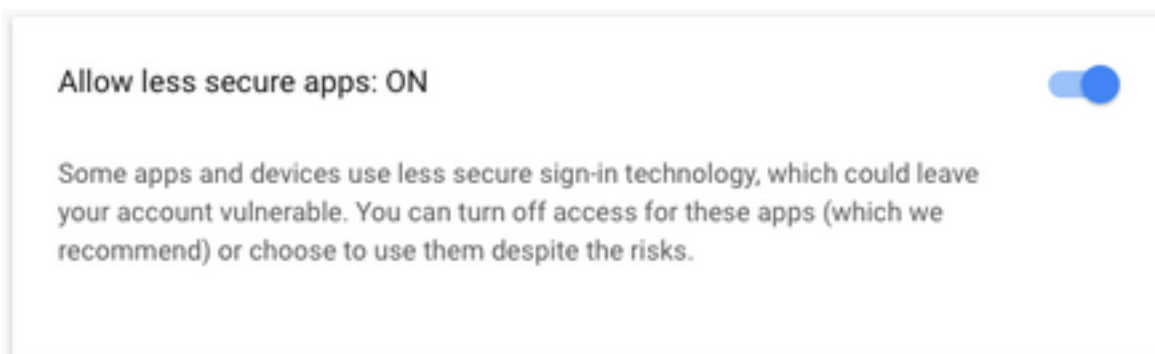 Allow less secure apps: ON
Some apps and devices use less secure sign-in technology, which could leave
your account vulnerable. You can turn off access for these apps (which we
recommend) or choose to use them despite the risks.